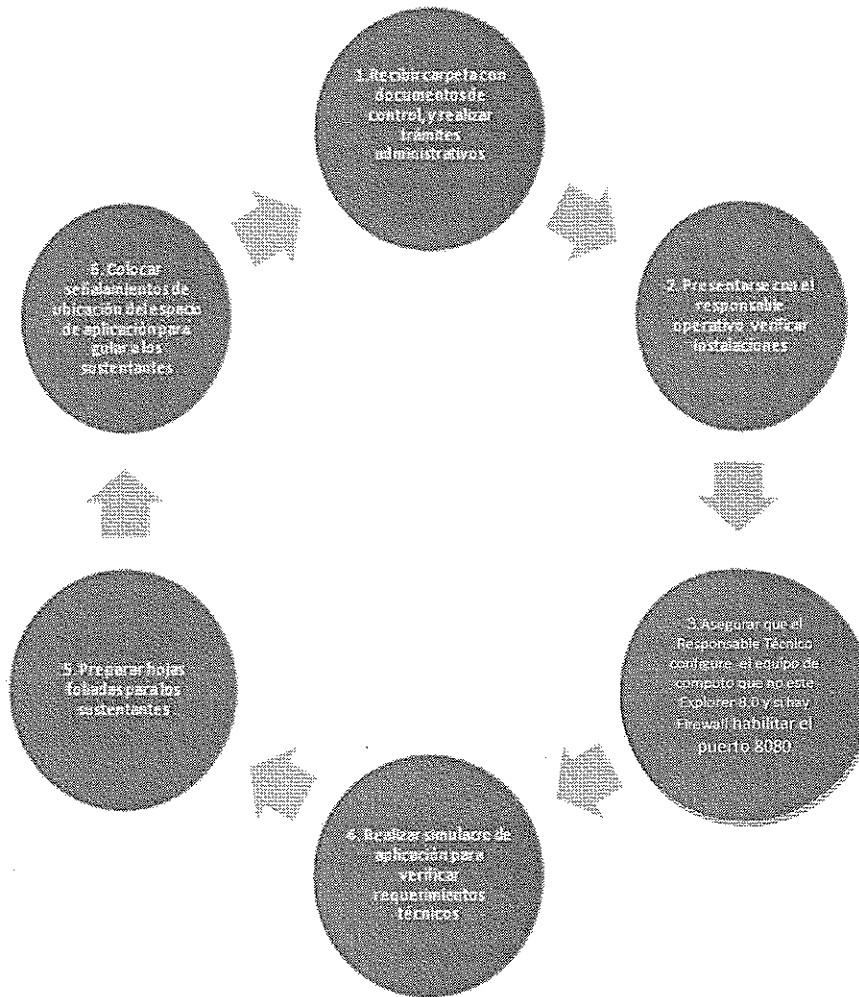 1. Recibir carpeta con
documentos de
control, y realizar
trámites
administrativos
2. Presentarse con el
responsable
operativo verificar
instalaciones
3. Asegurar que el
Responsable Técnico
configure el equipo de
computo que no este
Explorer 8.0 y si hay
Firewall habilitar el
puerto 8080
4. Realizar simulacro de
aplicación para
verificar
requerimientos
técnicos
5. Preparar hojas
foliadas para los
sustentantes
6. Colocar
señalamientos de
ubicación del espacio
de aplicación para
guiar a los
sustentantes